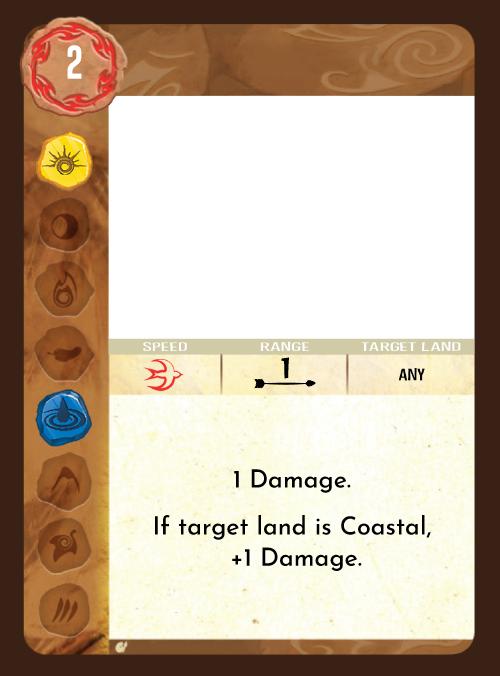 2
SPEED RANGE TARGET LAND
1 ANY
1 Damage.
If target land is Coastal,
+1 Damage.